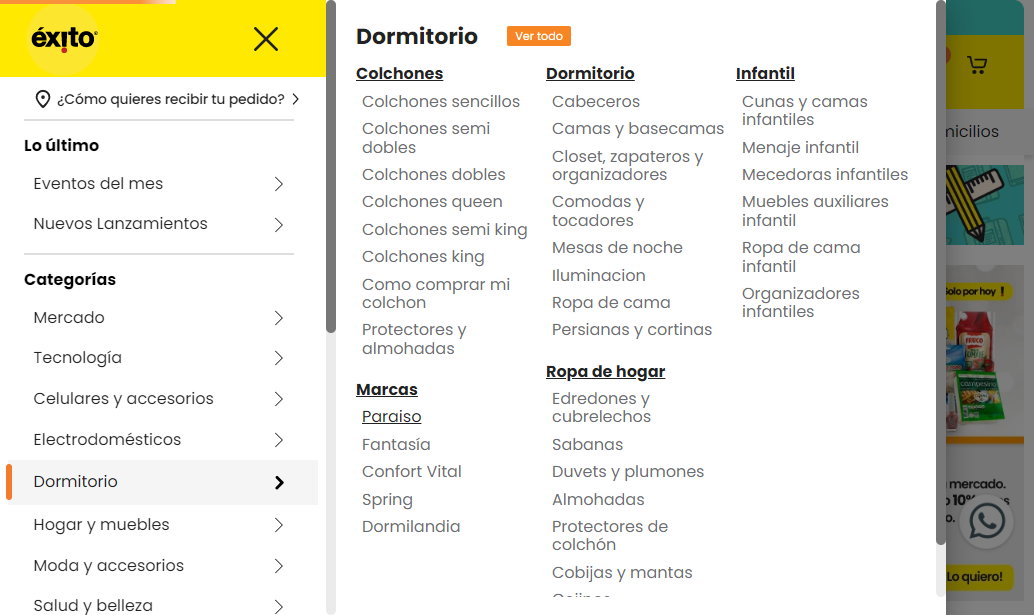 éxito
¿Cómo quieres recibir tu pedido?
Lo último
Eventos del mes
Nuevos Lanzamientos
Categorías
Mercado
Tecnología
Celulares y accesorios
Electrodomésticos
Dormitorio
Hogar y muebles
Moda y accesorios
Salud y belleza
Dormitorio
Ver todo
Colchones
Colchones sencillos
Colchones semi
dobles
Colchones dobles
Colchones queen
Colchones semi king
Colchones king
Como comprar mi
colchon
Protectores y
almohadas
Marcas
Paraiso
Fantasía
Confort Vital
Spring
Dormilandia
Dormitorio
Cabeceros
Camas y basecamas
Closet, zapateros y
organizadores
Comodas y
tocadores
Mesas de noche
Iluminacion
Ropa de cama
Persianas y cortinas
Ropa de hogar
Edredones y
cubrelechos
Sabanas
Duvets y plumones
Almohadas
Protectores de
colchón
Cobijas y mantas
Infantil
Cunas y camas
infantiles
Menaje infantil
Mecedoras infantiles
Muebles auxiliares
infantil
Ropa de cama
infantil
Organizadores
infantiles
micilios
olo por hoy !
mercado.
10%
Lo quiero!